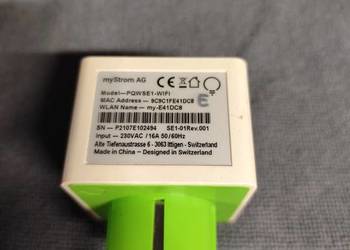 myStrom AG
Model--PQWSE1-WIFI
MAC Address -- 9C9C1FE41DC8
WLAN Name -- my-E41DC8
E
SN -- P2107E102494 SE1-01Rev.001
Input -- 230VAC /16A 50/60Hz
Alte Tiefenaustrasse 6 - 3063 Ittigen - Switzerland
Made in China -- Designed in Switzerland